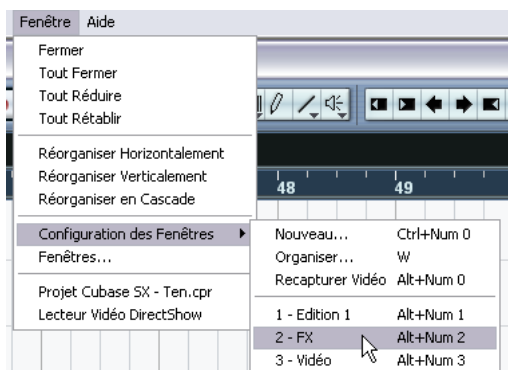 Fenêtre Aide
Fermer
Tout Fermer
Tout Réduire
Tout Rétablir
Réorganiser Horizontalement
Réorganiser Verticalement
Réorganiser en Cascade
48 49
Configuration des Fenêtres
Fenêtres...
Projet Cubase SX - Ten.cpr
Lecteur Vidéo DirectShow
Nouveau... Ctrl+Num 0
Organiser... W
Recapturer Vidéo Alt+Num 0
1 - Edition 1 Alt+Num 1
2 - FX Alt+Num 2
3 - Vidéo Alt+Num 3